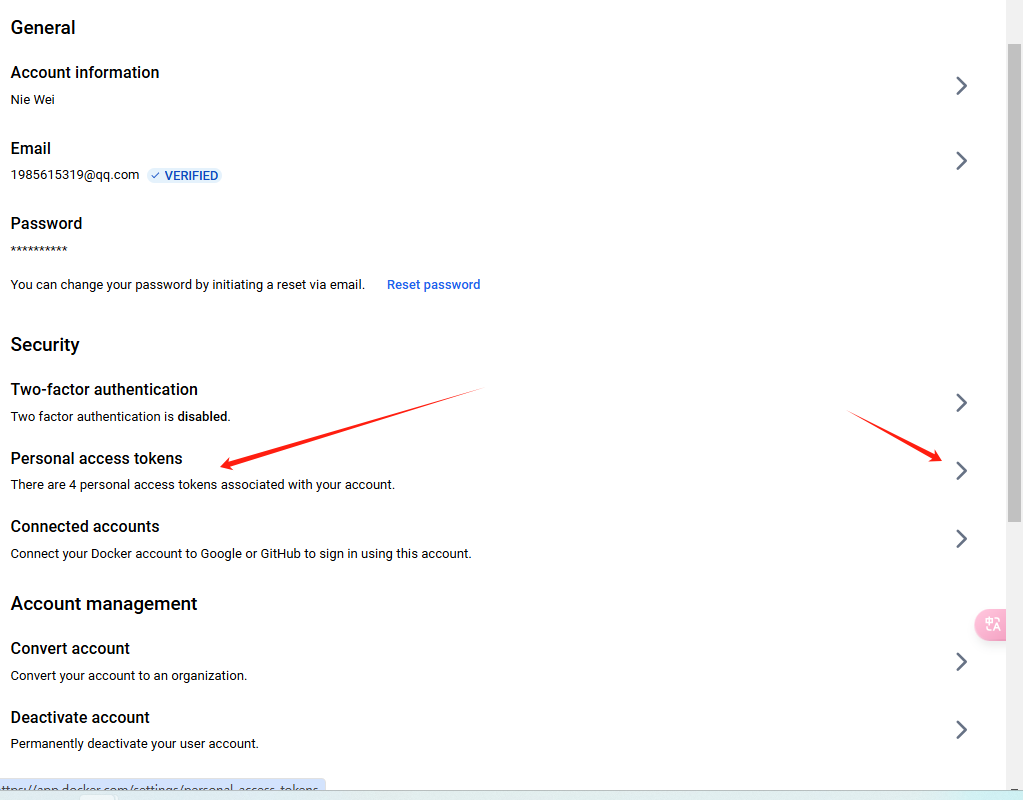 General
Account information
Nie Wei
Email
1985615319@qq.com ✓ VERIFIED
Password
**********
You can change your password by initiating a reset via email. Reset password
Security
Two-factor authentication
Two factor authentication is disabled.
Personal access tokens
There are 4 personal access tokens associated with your account.
Connected accounts
Connect your Docker account to Google or GitHub to sign in using this account.
Account management
Convert account
Convert your account to an organization.
Deactivate account
Permanently deactivate your user account.
ttps://app.docker.com/settings/personal-access-tokens